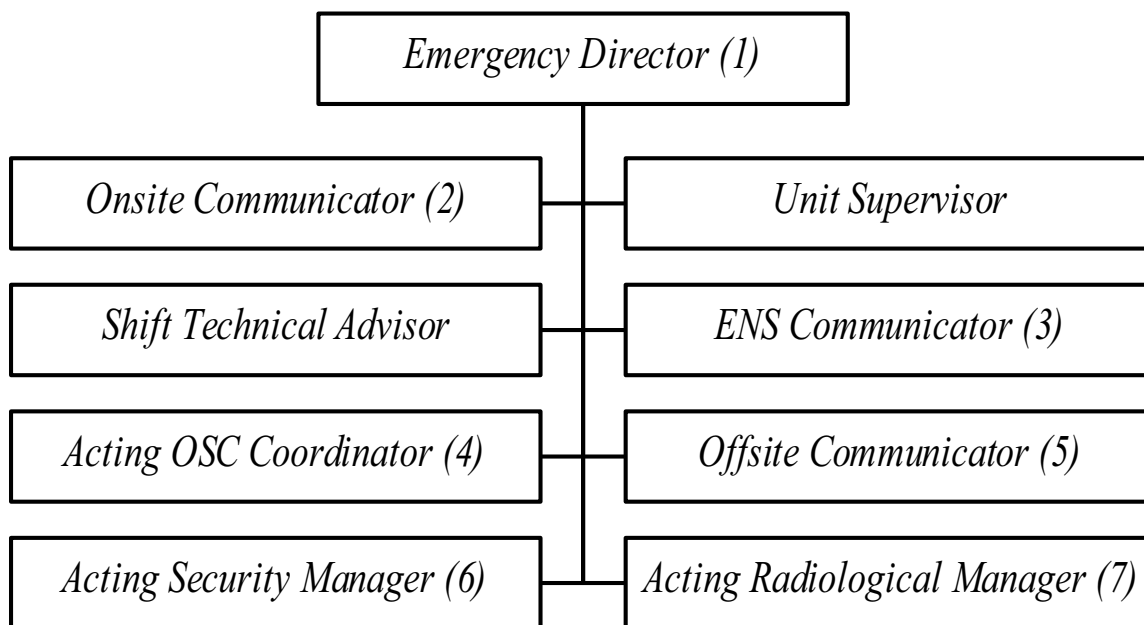 Emergency Director (1)
Onsite Communicator (2)
Unit Supervisor
Shift Technical Advisor
ENS Communicator (3)
Acting OSC Coordinator (4)
Offsite Communicator (5)
Acting Security Manager (6)
Acting Radiological Manager (7)